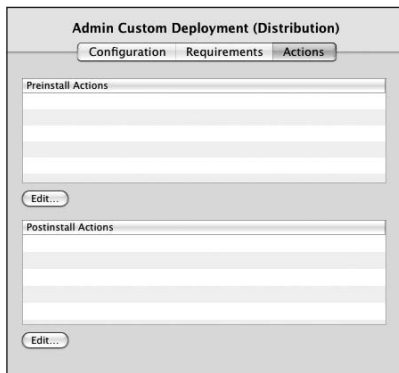 Admin Custom Deployment (Distribution)
Configuration Requirements Actions
Preinstall Actions
Edit...
Postinstall Actions
Edit...